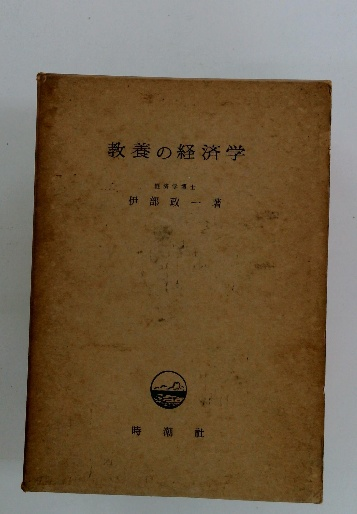 教養の経済学
経済学博士
伊部政一著
時潮社